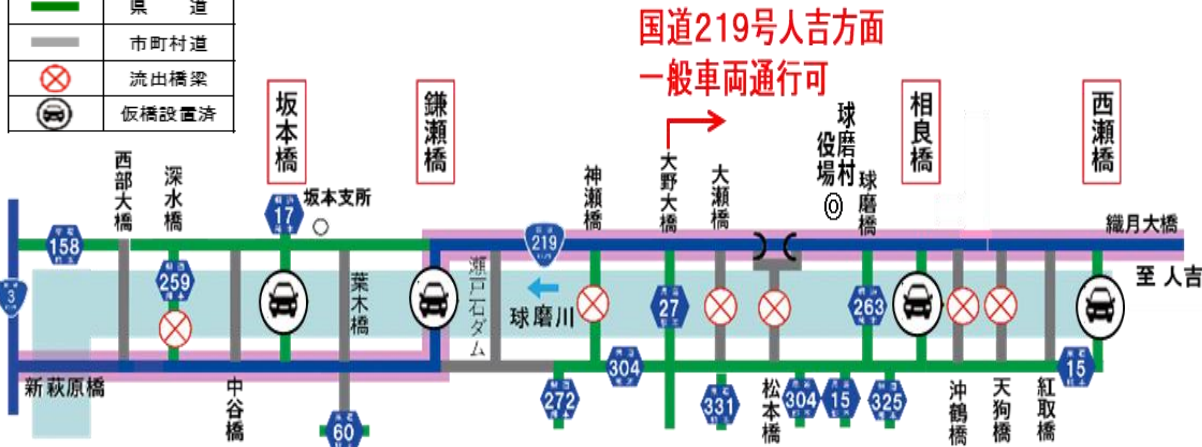 県　道
市町村道
流出橋梁
仮橋設置済
国道219号人吉方面
一般車両通行可
坂本橋
鎌瀬橋
相良橋
西瀬橋
西部大橋
深水橋
坂本支所
神瀬橋
大野大橋
大瀬橋
球磨村
役場
球磨橋
繊月大橋
至 人吉
158
259
17
219
3
27
263
葉木橋
瀬戸石ダム
球磨川
新萩原橋
中谷橋
60
272
304
331
松本橋
304
15
325
沖鶴橋
天狗橋
紅取橋
15